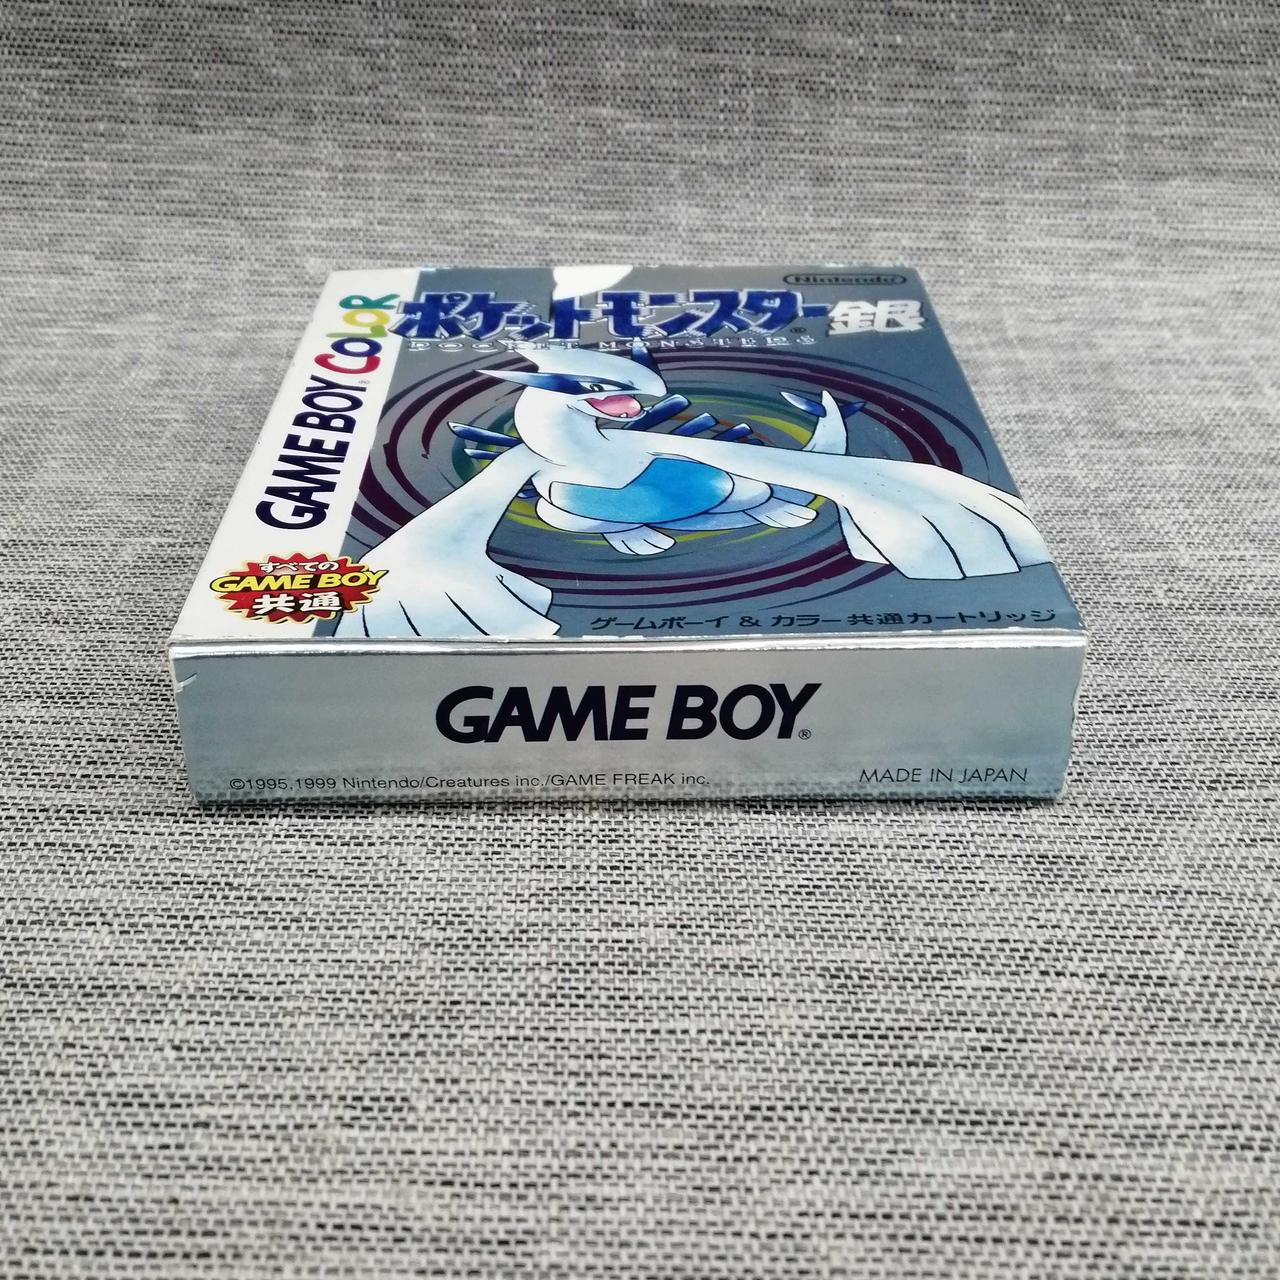 Nintendo
ポケットモンスター銀
POCKET MONSTERS
GAME BOY COLOR
すべての
GAME BOY
共通
ゲームボーイ & カラー共通カートリッジ
GAME BOY®
©1995,1999 Nintendo/Creatures inc./GAME FREAK inc.
MADE IN JAPAN